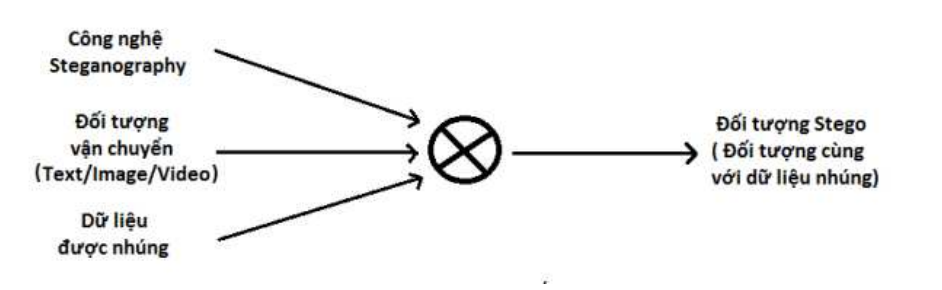 Công nghệ
Steganography
Đối tượng
vận chuyển
(Text/Image/Video)
Dữ liệu
được nhúng
Đối tượng Stego
( Đối tượng cùng
với dữ liệu nhúng)